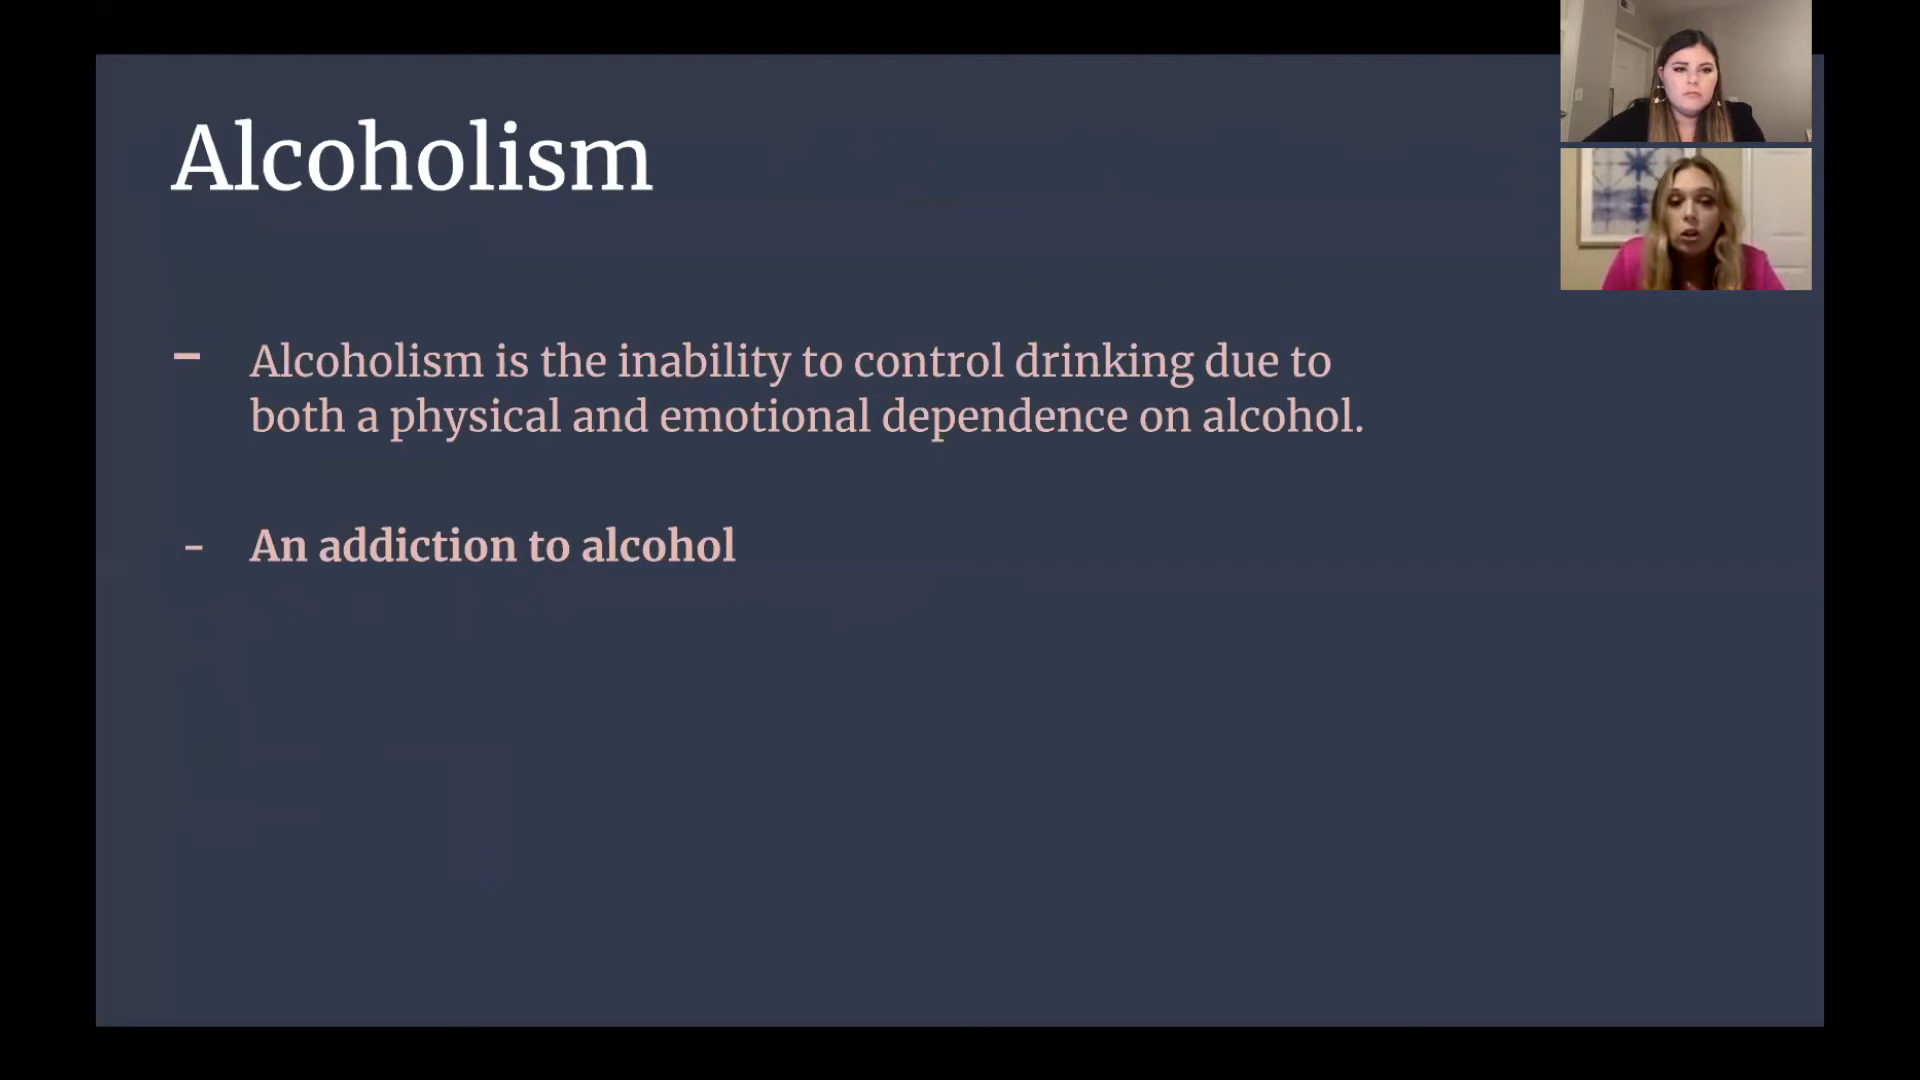 Alcoholism
- Alcoholism is the inability to control drinking due to
both a physical and emotional dependence on alcohol.
- An addiction to alcohol